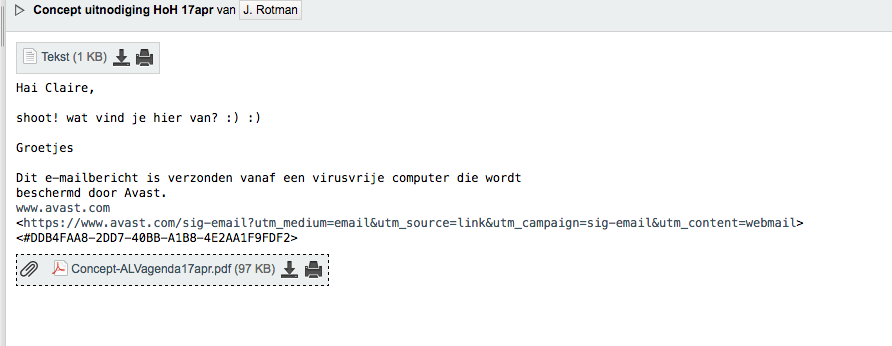 Concept uitnodiging HoH 17apr van J. Rotman
Tekst (1 KB)
Hai Claire,
shoot! wat vind je hier van? :) :)
Groetjes
Dit e-mailbericht is verzonden vanaf een virusvrije computer die wordt
beschermd door Avast.
www.avast.com
<https://www.avast.com/sig-email?utm_medium=email&utm_source=link&utm_campaign=sig-email&utm_content=webmail>
<#DDB4FAA8-2DD7-40BB-A1B8-4E2AA1F9FDF2>
Concept-ALVagenda17apr.pdf (97 KB)